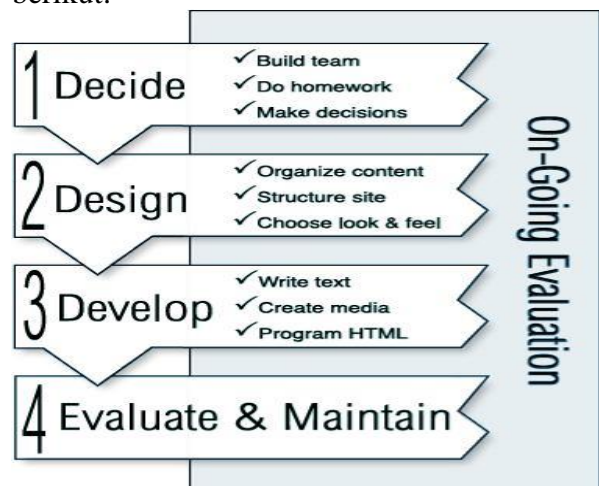 berikut:
1 Decide
✓ Build team
✓ Do homework
✓ Make decisions
2 Design
✓ Organize content
✓ Structure site
✓ Choose look & feel
3 Develop
✓ Write text
✓ Create media
✓ Program HTML
4 Evaluate & Maintain
On-Going Evaluation